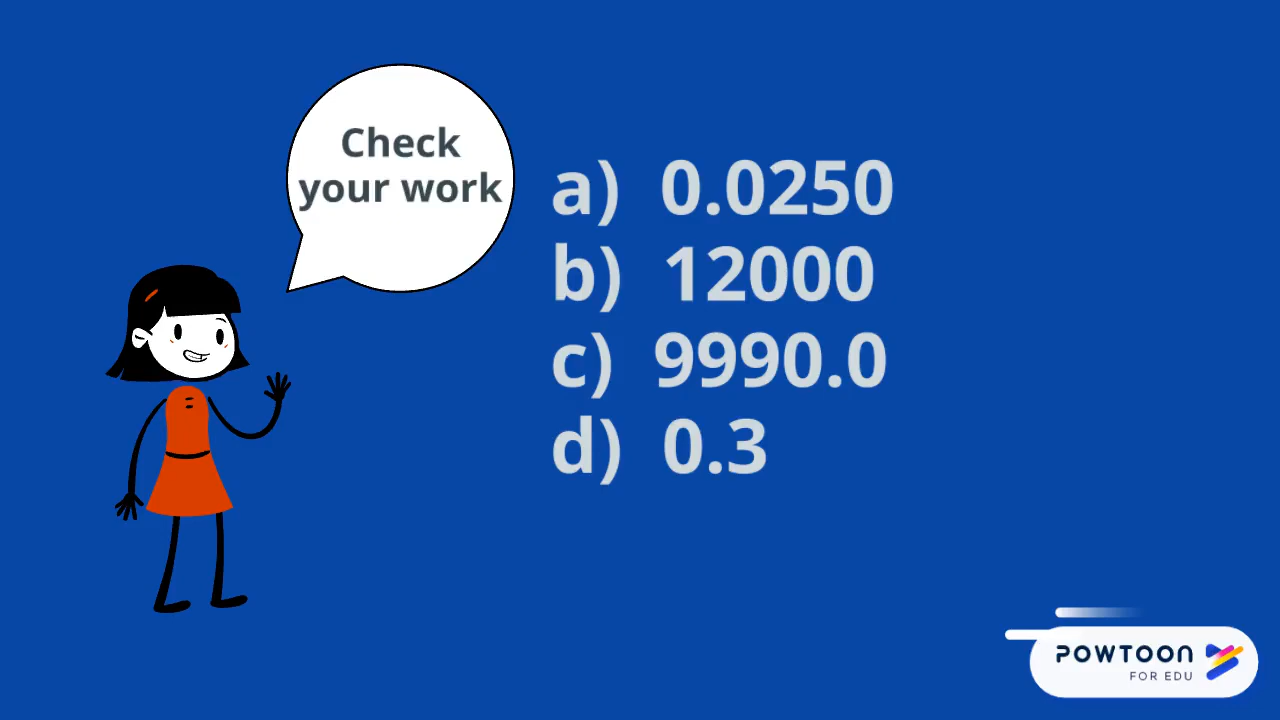 Check
your work
a) 0.0250
b) 12000
c) 9990.0
d) 0.3
POWTOON
FOR EDU